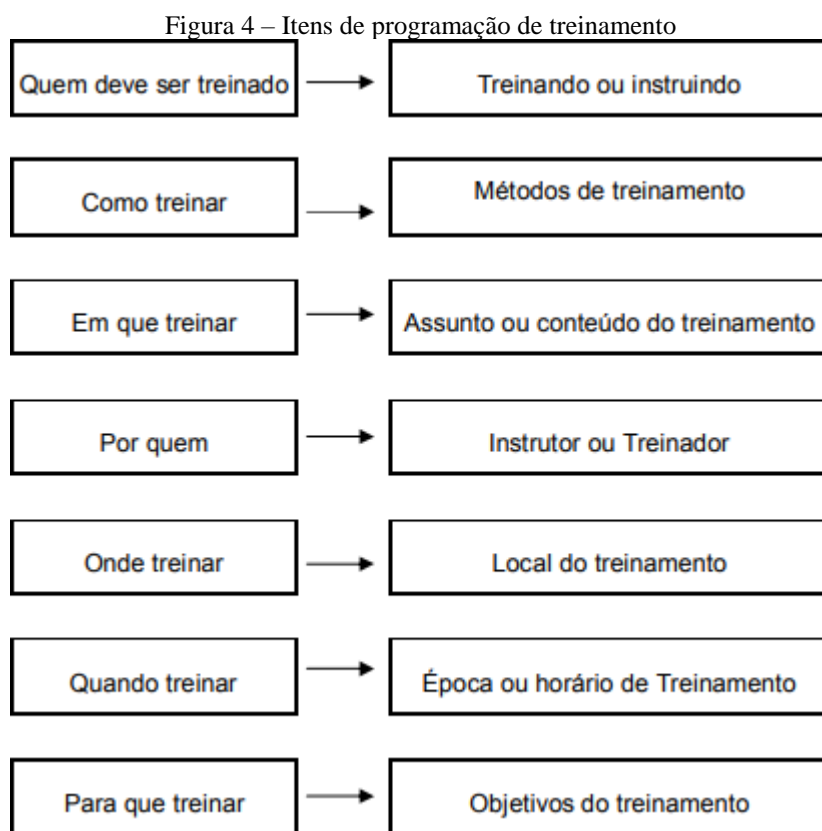 Figura 4 – Itens de programação de treinamento
Quem deve ser treinado
Treinando ou instruindo
Como treinar
Métodos de treinamento
Em que treinar
Assunto ou conteúdo do treinamento
Por quem
Instrutor ou Treinador
Onde treinar
Local do treinamento
Quando treinar
Época ou horário de Treinamento
Para que treinar
Objetivos do treinamento